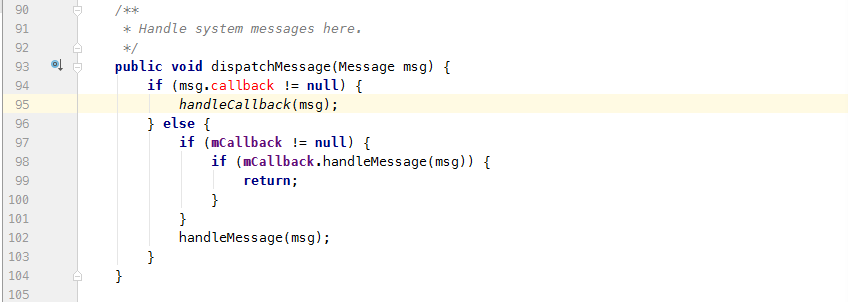 90 /**
91 * Handle system messages here.
92 */
93 public void dispatchMessage(Message msg) {
94 if (msg.callback != null) {
95 handleCallback(msg);
96 } else {
97 if (mCallback != null) {
98 if (mCallback.handleMessage(msg)) {
99 return;
100 }
101 }
102 handleMessage(msg);
103 }
104 }
105